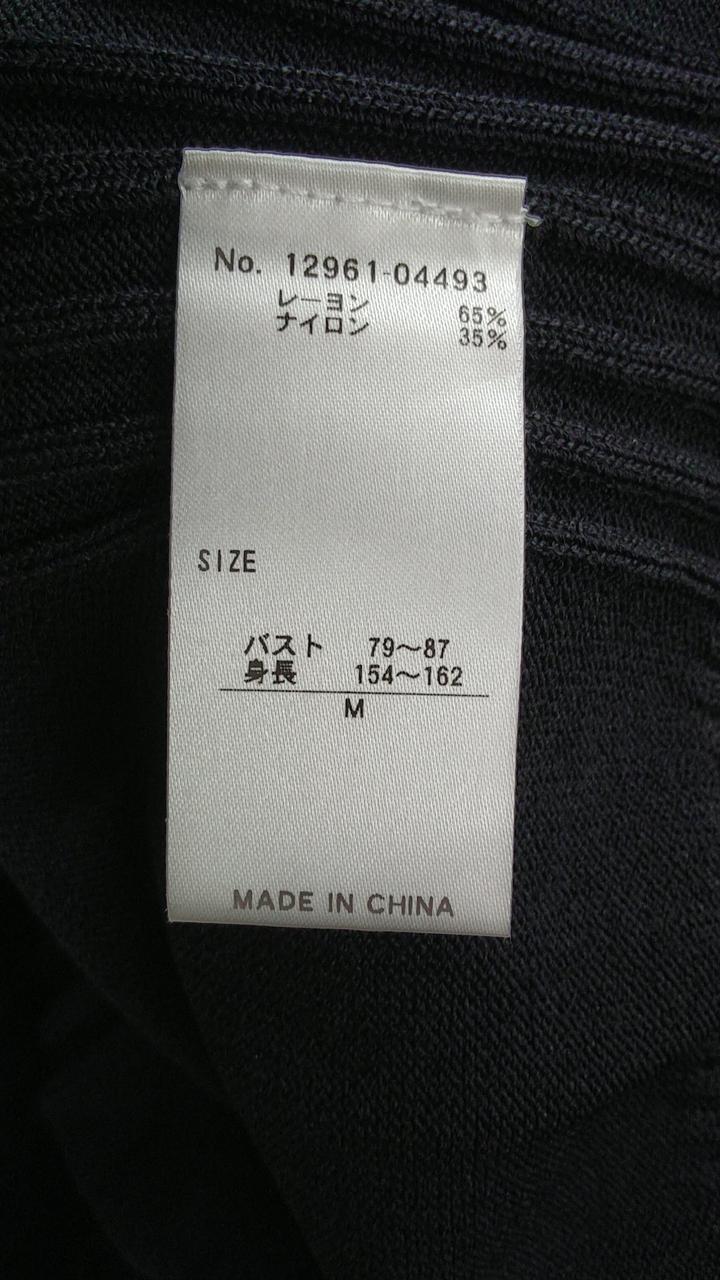 No. 12961-04493
レーヨン 65%
ナイロン 35%
SIZE
バスト 79〜87
身長 154〜162
M
MADE IN CHINA